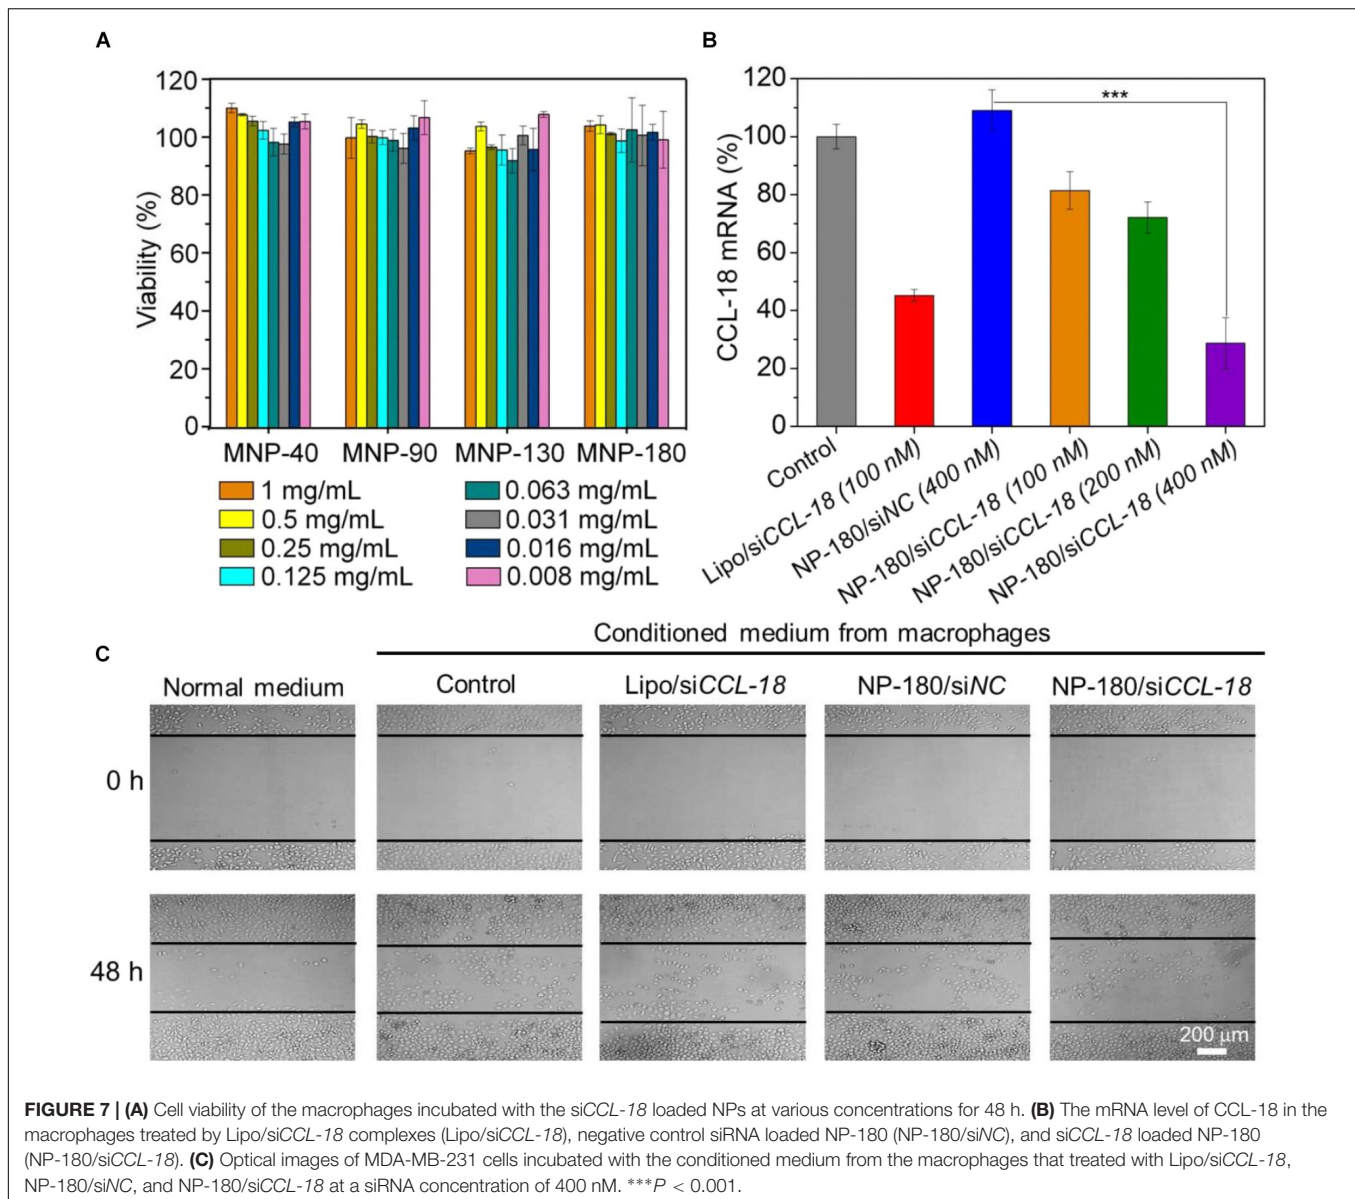 A
B
120
100
80
60
40
20
0
Viability (%)
MNP-40 MNP-90 MNP-130 MNP-180
1 mg/mL
0.5 mg/mL
0.25 mg/mL
0.125 mg/mL
0.063 mg/mL
0.031 mg/mL
0.016 mg/mL
0.008 mg/mL
120
100
80
60
40
20
0
CCL-18 mRNA (%)
***
Control
Lipo/siCCL-18 (100 nM)
NP-180/siNC (400 nM)
NP-180/siCCL-18 (100 nM)
NP-180/siCCL-18 (200 nM)
NP-180/siCCL-18 (400 nM)
C
Conditioned medium from macrophages
Normal medium Control Lipo/siCCL-18 NP-180/siNC NP-180/siCCL-18
0 h
48 h
200 µm
FIGURE 7 | (A) Cell viability of the macrophages incubated with the siCCL-18 loaded NPs at various concentrations for 48 h. (B) The mRNA level of CCL-18 in the
macrophages treated by Lipo/siCCL-18 complexes (Lipo/siCCL-18), negative control siRNA loaded NP-180 (NP-180/siNC), and siCCL-18 loaded NP-180
(NP-180/siCCL-18). (C) Optical images of MDA-MB-231 cells incubated with the conditioned medium from the macrophages that treated with Lipo/siCCL-18,
NP-180/siNC, and NP-180/siCCL-18 at a siRNA concentration of 400 nM. ***P < 0.001.